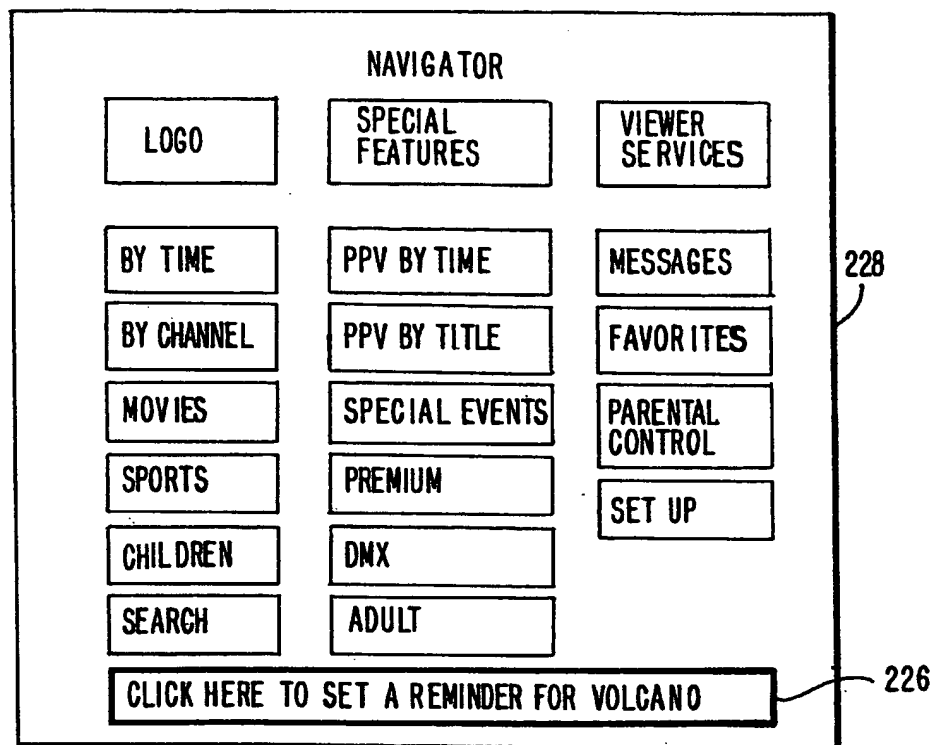 NAVIGATOR
LOGO
SPECIAL
FEATURES
VIEWER
SERVICES
BY TIME
PPV BY TIME
MESSAGES
228
BY CHANNEL
PPV BY TITLE
FAVORITES
MOVIES
SPECIAL EVENTS
PARENTAL
CONTROL
SPORTS
PREMIUM
SET UP
CHILDREN
DMX
SEARCH
ADULT
CLICK HERE TO SET A REMINDER FOR VOLCANO
226